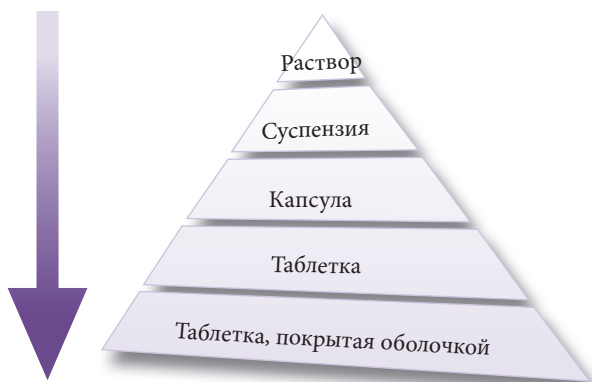 Раствор
Суспензия
Капсула
Таблетка
Таблетка, покрытая оболочкой